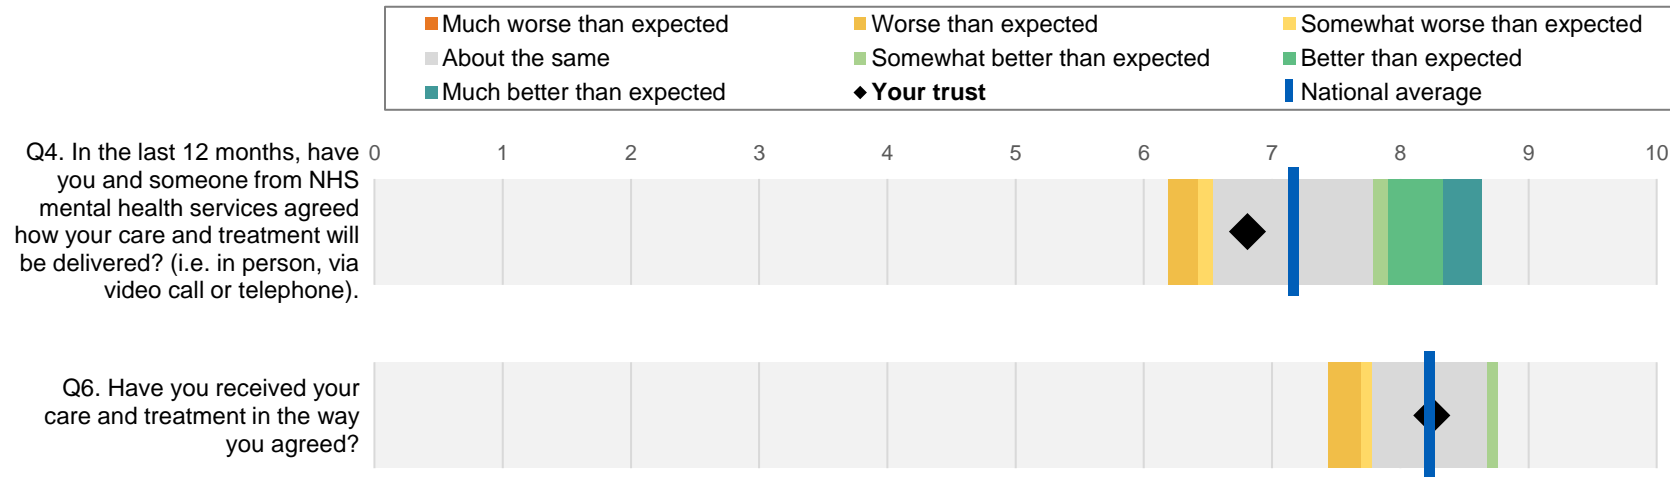 Much worse than expected
Worse than expected
Somewhat worse than expected
About the same
Somewhat better than expected
Better than expected
Much better than expected
Your trust
National average
0 1 2 3 4 5 6 7 8 9 10
Q4. In the last 12 months, have
you and someone from NHS
mental health services agreed
how your care and treatment will
be delivered? (i.e. in person, via
video call or telephone).
Q6. Have you received your
care and treatment in the way
you agreed?